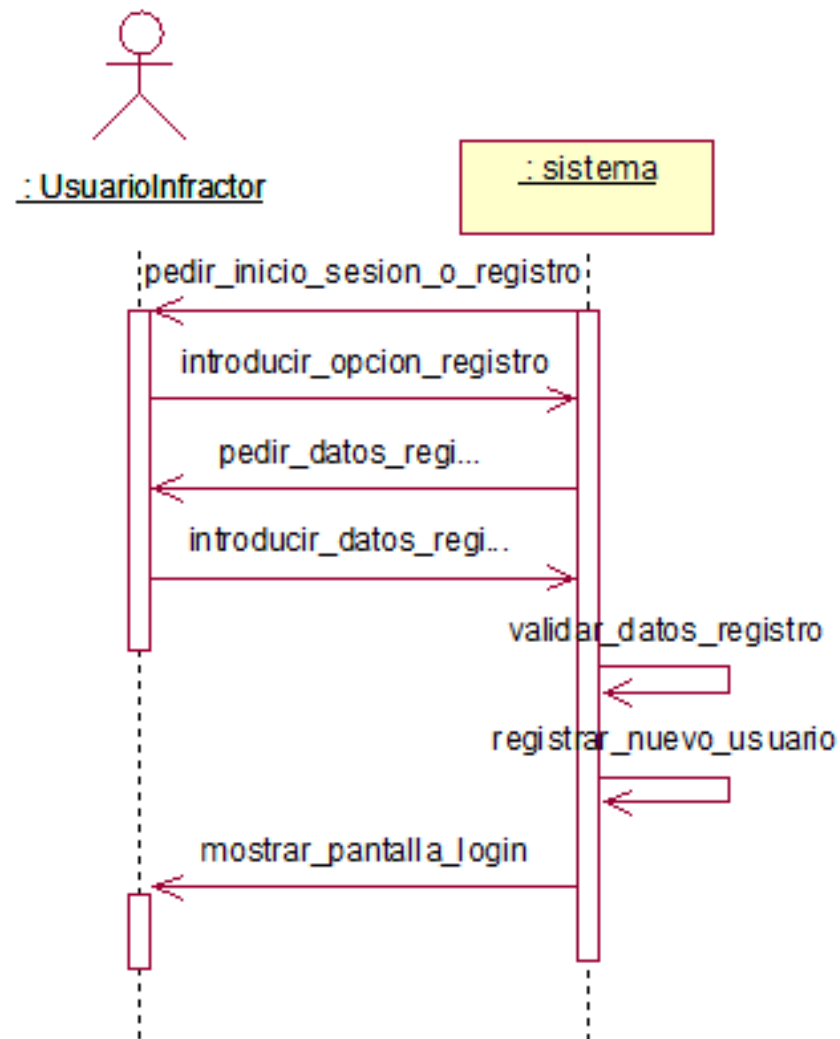 : UsuarioInfractor
: sistema
pedir_inicio_sesion_o_registro
introducir_opcion_registro
pedir_datos_regi...
introducir_datos_regi...
validar_datos_registro
registrar_nuevo_usuario
mostrar_pantalla_login